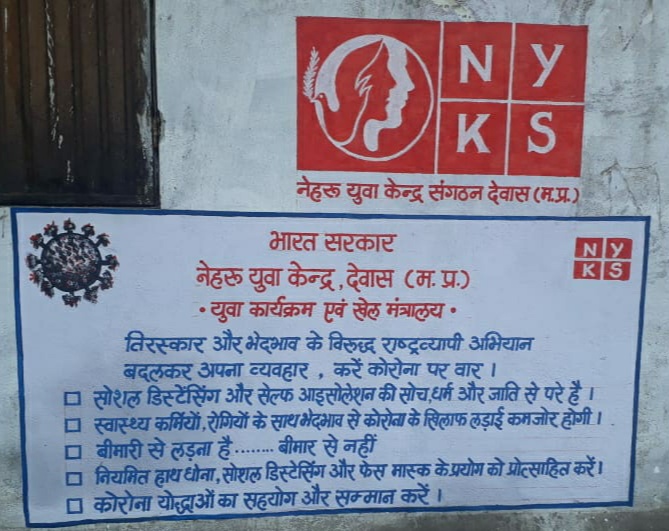 N Y
K S
नेहरू युवा केन्द्र संगठन देवास (म.प्र.)
भारत सरकार
N Y
K S
नेहरू युवा केन्द्र, देवास (म. प्र.)
• युवा कार्यक्रम एवं खेल मंत्रालय •
तिरस्कार और भेदभाव के विरुद्ध राष्ट्रव्यापी अभियान
बदलकर अपना व्यवहार , करें कोरोना पर वार ।
सोशल डिस्टेंसिंग और सेल्फ आइसोलेशन की सोच,धर्म और जाति से परे है ।
स्वास्थ्य कर्मियों,रोगियों के साथ भेदभाव से कोरोना के खिलाफ लड़ाई कमजोर होगी ।
बीमारी से लड़ना है ........ बीमार से नहीं
नियमित हाथ धोना, सोशल डिस्टेसिंग और फेस मास्क के प्रयोग को प्रोत्साहित करें।
कोरोना योद्धाओं का सहयोग और सम्मान करें ।